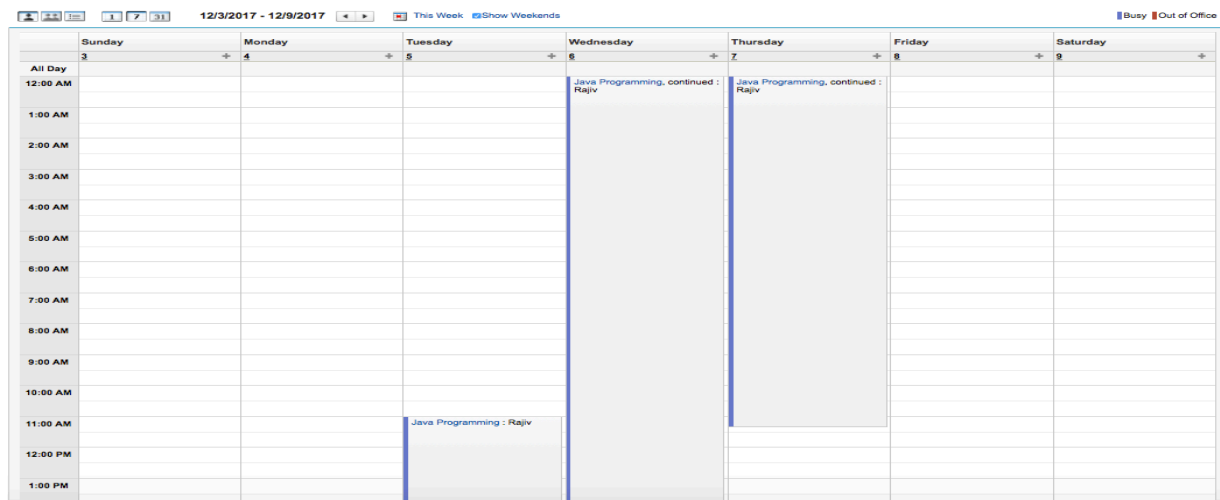 1 7 31 12/3/2017 - 12/9/2017 This Week Show Weekends Busy Out of Office
Sunday Monday Tuesday Wednesday Thursday Friday Saturday
3 + 4 + 5 + 6 + 7 + 8 + 9 +
All Day
12:00 AM Java Programming, continued : Java Programming, continued :
Rajiv Rajiv
1:00 AM
2:00 AM
3:00 AM
4:00 AM
5:00 AM
6:00 AM
7:00 AM
8:00 AM
9:00 AM
10:00 AM
11:00 AM Java Programming : Rajiv
12:00 PM
1:00 PM